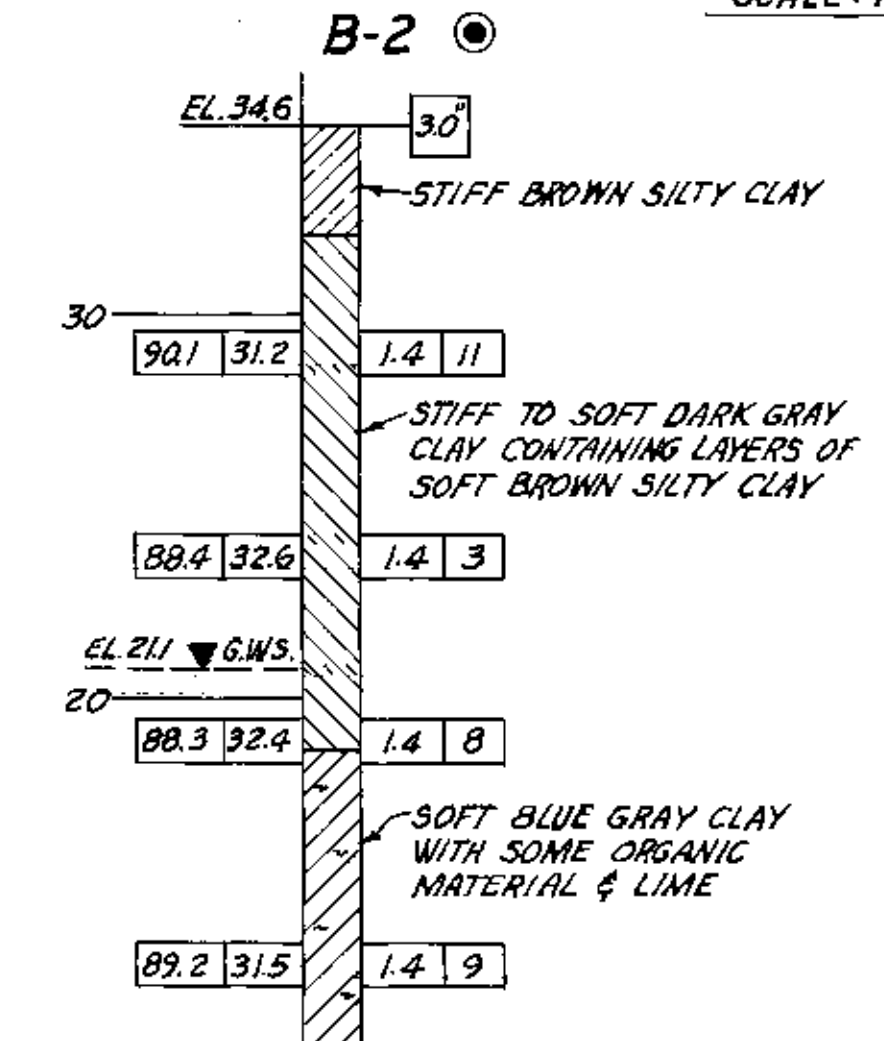 B-2
EL. 34.6
3.0"
STIFF BROWN SILTY CLAY
30
90.1 31.2 1.4 11
STIFF TO SOFT DARK GRAY
CLAY CONTAINING LAYERS OF
SOFT BROWN SILTY CLAY
88.4 32.6 1.4 3
EL. 21.1 G.W.S.
20
88.3 32.4 1.4 8
SOFT BLUE GRAY CLAY
WITH SOME ORGANIC
MATERIAL & LIME
89.2 31.5 1.4 9